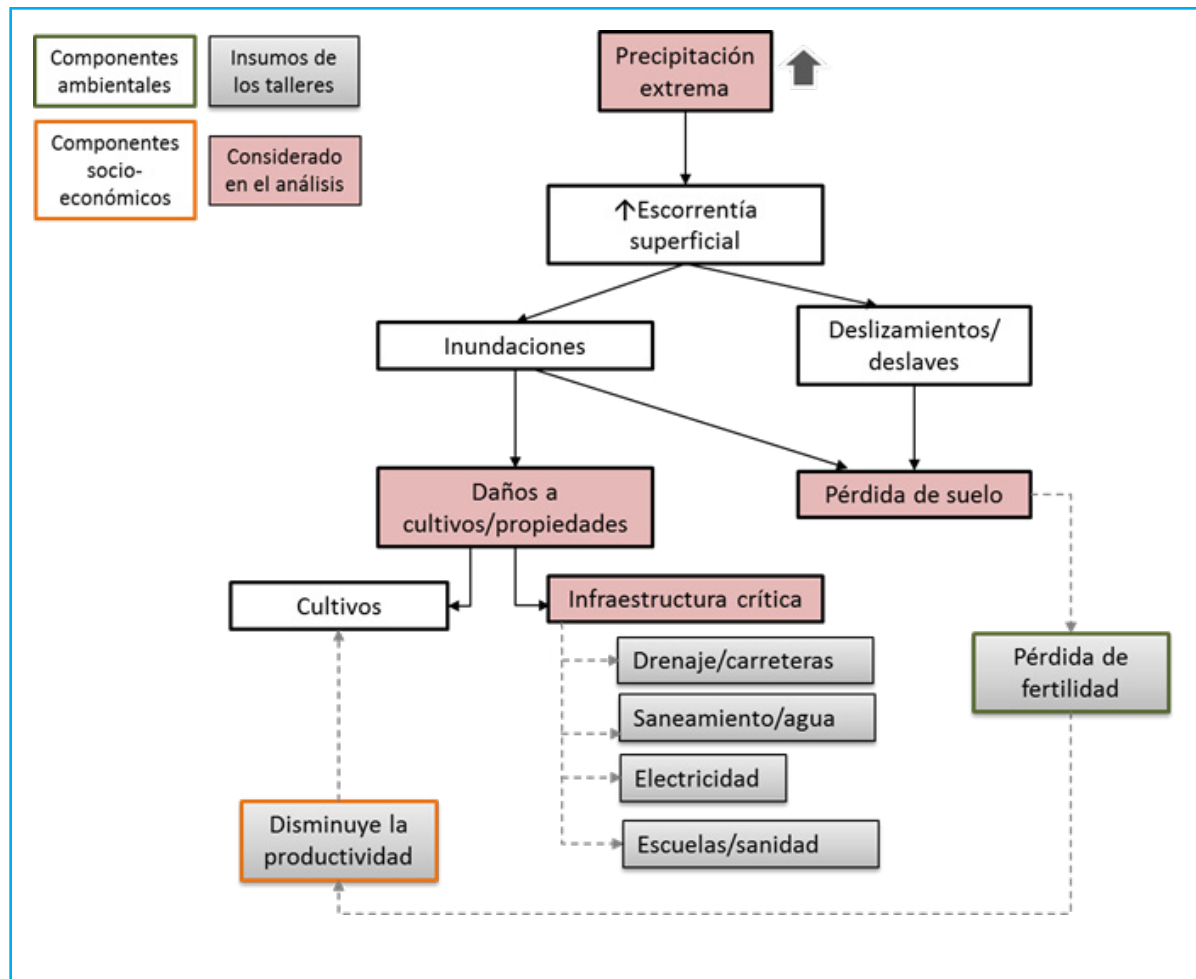 Componentes
ambientales
Insumos de
los talleres
Componentes
socio-
económicos
Considerado
en el análisis
Precipitación
extrema
↑Escorrentía
superficial
Inundaciones
Deslizamientos/
deslaves
Daños a
cultivos/propiedades
Pérdida de suelo
Cultivos
Infraestructura crítica
Drenaje/carreteras
Saneamiento/agua
Electricidad
Escuelas/sanidad
Pérdida de
fertilidad
Disminuye la
productividad